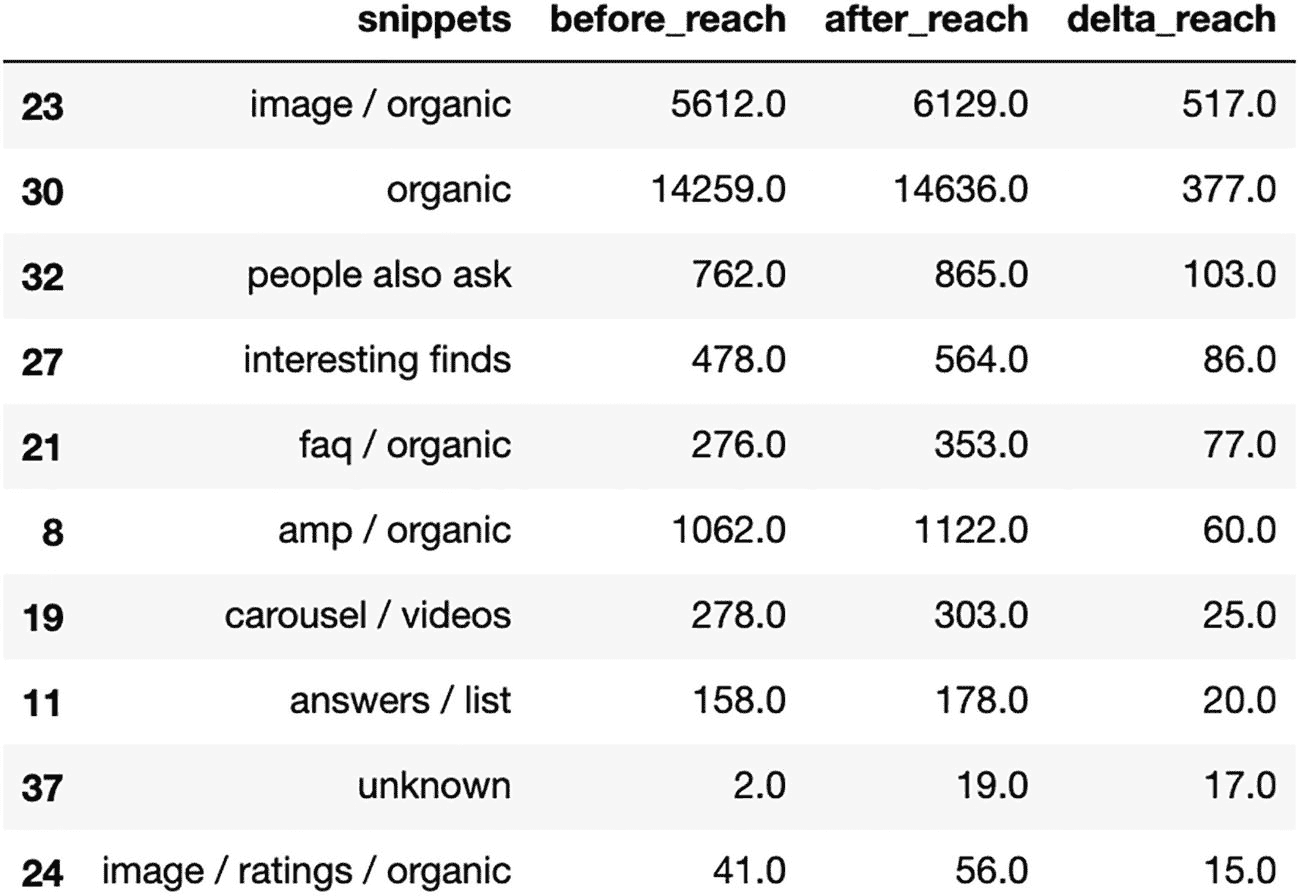 snippets before_reach after_reach delta_reach
23 image / organic 5612.0 6129.0 517.0
30 organic 14259.0 14636.0 377.0
32 people also ask 762.0 865.0 103.0
27 interesting finds 478.0 564.0 86.0
21 faq / organic 276.0 353.0 77.0
8 amp / organic 1062.0 1122.0 60.0
19 carousel / videos 278.0 303.0 25.0
11 answers / list 158.0 178.0 20.0
37 unknown 2.0 19.0 17.0
24 image / ratings / organic 41.0 56.0 15.0